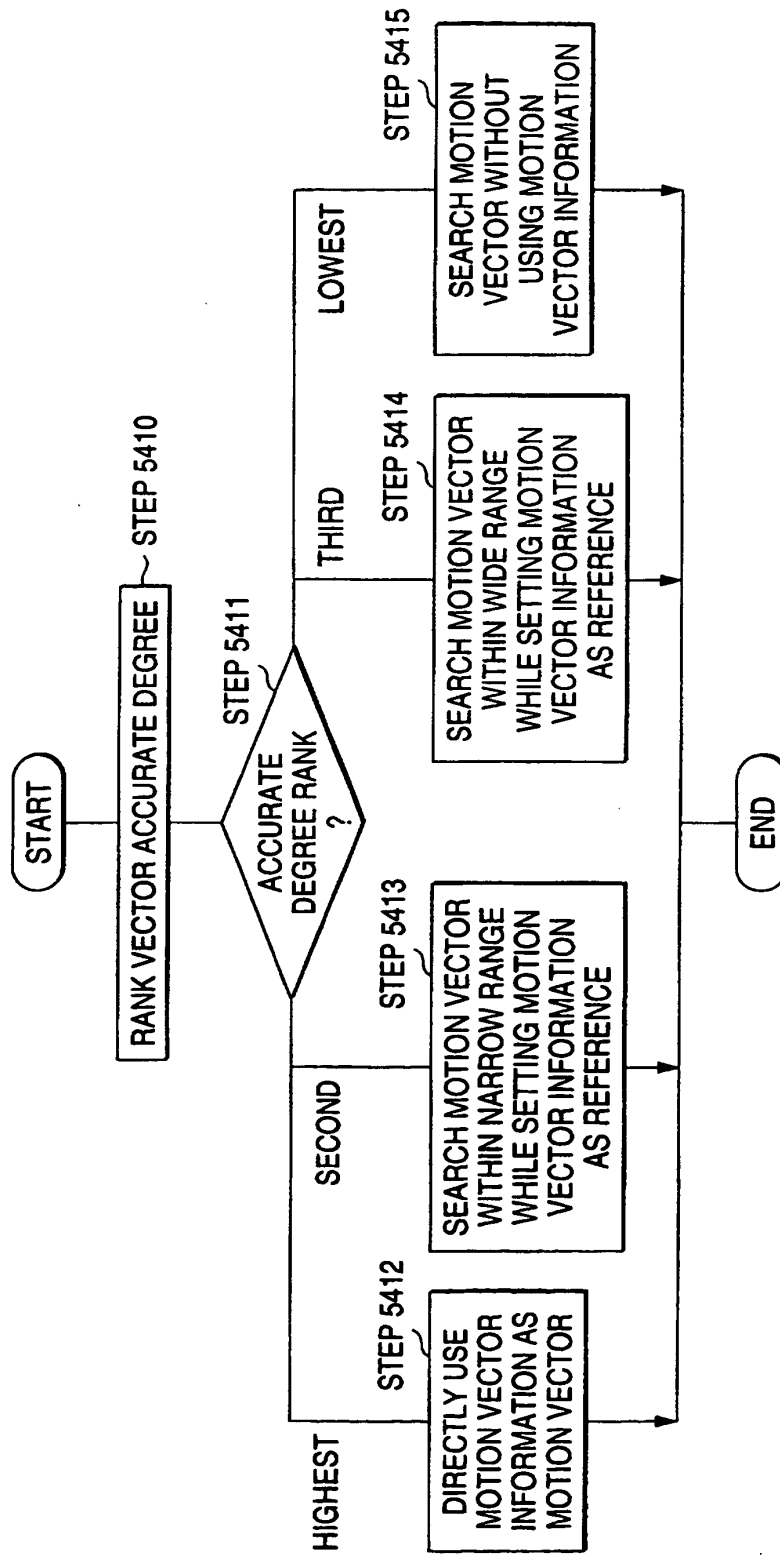 START
RANK VECTOR ACCURATE DEGREE
STEP 5410
STEP 5411
ACCURATE
DEGREE RANK
?
HIGHEST
SECOND
THIRD
LOWEST
STEP 5412
DIRECTLY USE
MOTION VECTOR
INFORMATION AS
MOTION VECTOR
STEP 5413
SEARCH MOTION VECTOR
WITHIN NARROW RANGE
WHILE SETTING MOTION
VECTOR INFORMATION
AS REFERENCE
STEP 5414
SEARCH MOTION VECTOR
WITHIN WIDE RANGE
WHILE SETTING MOTION
VECTOR INFORMATION
AS REFERENCE
STEP 5415
SEARCH MOTION
VECTOR WITHOUT
USING MOTION
VECTOR INFORMATION
END